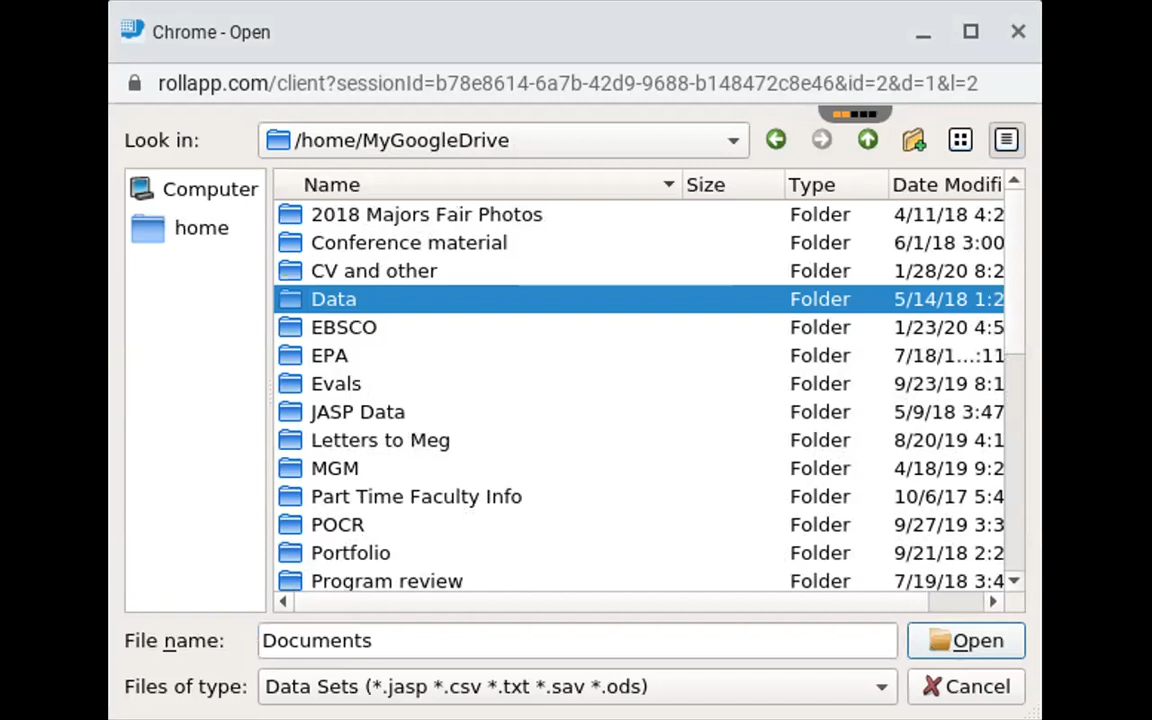 Chrome - Open
rollapp.com/client?sessionId=b78e8614-6a7b-42d9-9688-b148472c8e46&id=2&d=1&l=2
Look in: /home/MyGoogleDrive
Computer
home
Name Size Type Date Modifi
2018 Majors Fair Photos Folder 4/11/18 4:2
Conference material Folder 6/1/18 3:00
CV and other Folder 1/28/20 8:2
Data Folder 5/14/18 1:2
EBSCO Folder 1/23/20 4:5
EPA Folder 7/18/1...:11
Evals Folder 9/23/19 8:1
JASP Data Folder 5/9/18 3:47
Letters to Meg Folder 8/20/19 4:1
MGM Folder 4/18/19 9:2
Part Time Faculty Info Folder 10/6/17 5:4
POCR Folder 9/27/19 3:3
Portfolio Folder 9/21/18 2:2
Program review Folder 7/19/18 3:4
File name: Documents Open
Files of type: Data Sets (*.jasp *.csv *.txt *.sav *.ods) Cancel